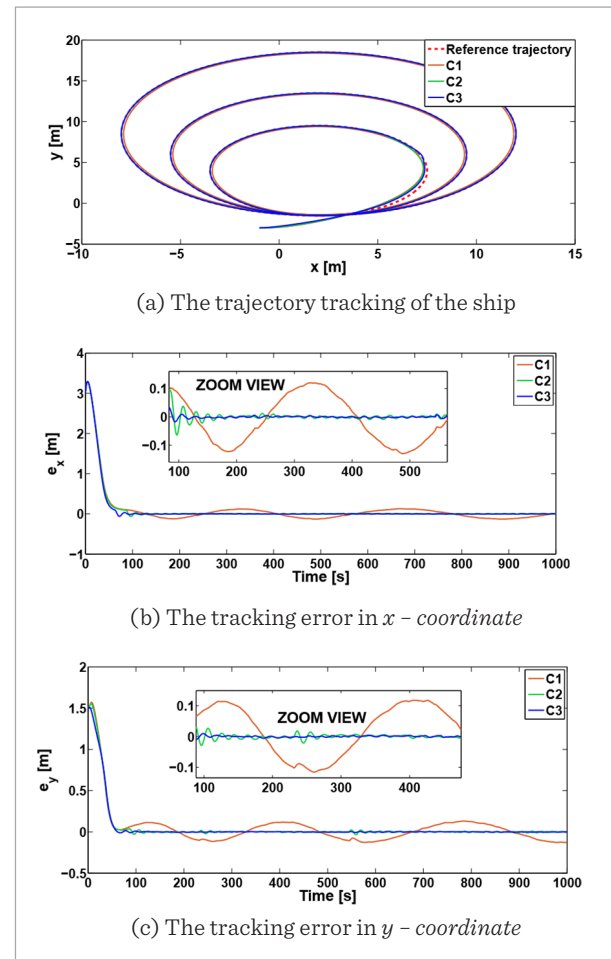 20
15
10
5
0
−5
y [m]
−10
−5
0
5
10
15
x [m]
Reference trajectory
C1
C2
C3
(a) The trajectory tracking of the ship
4
3
2
1
0
−1
e_x [m]
0
100
200
300
400
500
600
700
800
900
1000
Time [s]
ZOOM VIEW
0.1
0
−0.1
100
200
300
400
500
C1
C2
C3
(b) The tracking error in x – coordinate
2
1.5
1
0.5
0
−0.5
e_y [m]
0
100
200
300
400
500
600
700
800
900
1000
Time [s]
ZOOM VIEW
0.1
0
−0.1
100
200
300
400
C1
C2
C3
(c) The tracking error in y – coordinate